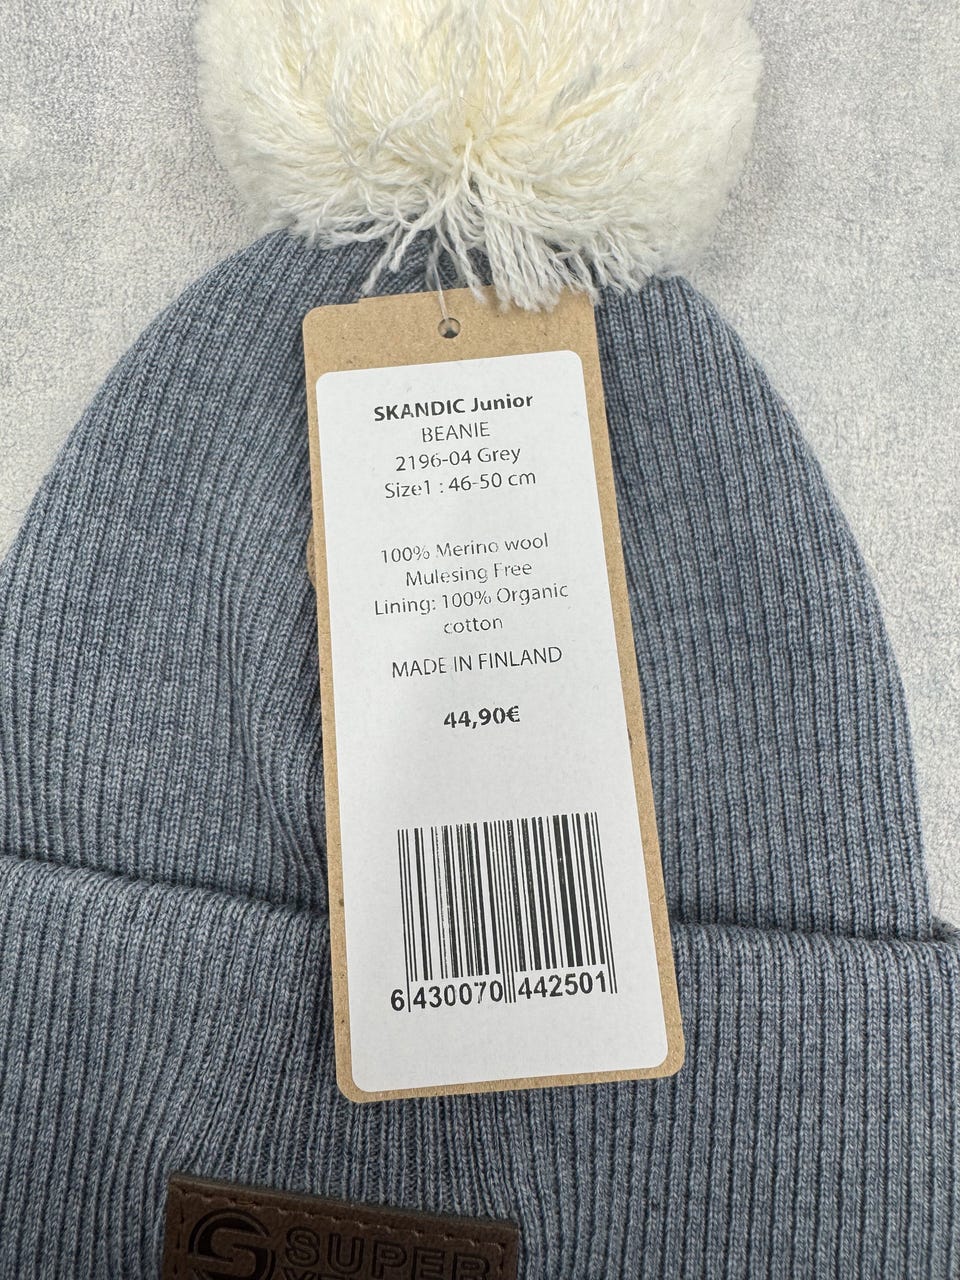 SKANDIC Junior
BEANIE
2196-04 Grey
Size1 : 46-50 cm
100% Merino wool
Mulesing Free
Lining: 100% Organic
cotton
MADE IN FINLAND
44,90€
6 430070 442501
SUPER